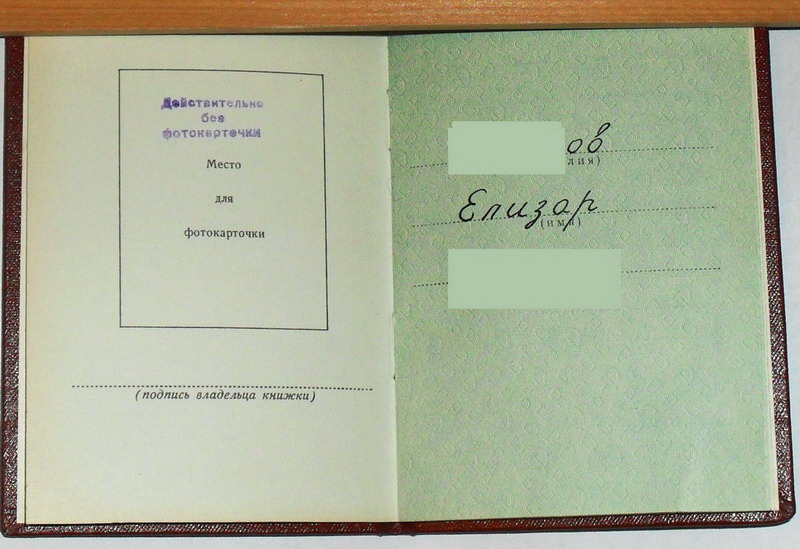 Действительно
без
фотокарточки
Место
для
фотокарточки
(подпись владельца книжки)
ов
лия)
Елизар
(имя)